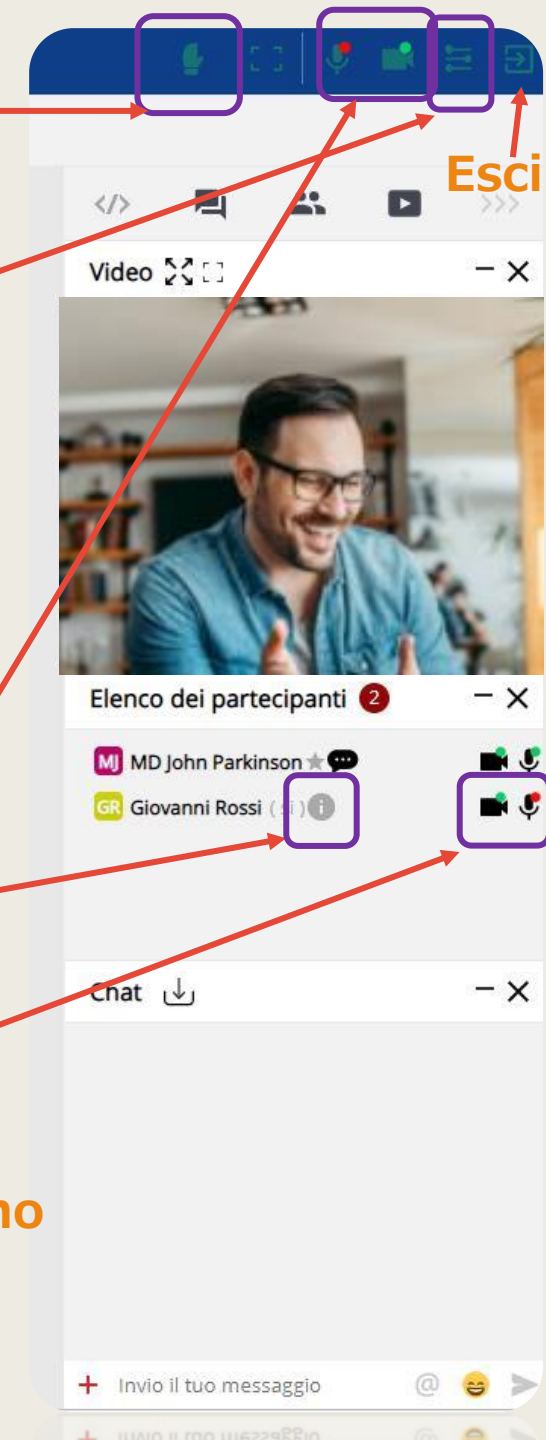 Esci
</>
>>>
Video
Elenco dei partecipanti 2
MJ MD John Parkinson
GR Giovanni Rossi ( si ) i
Chat
no
+ Invio il tuo messaggio @